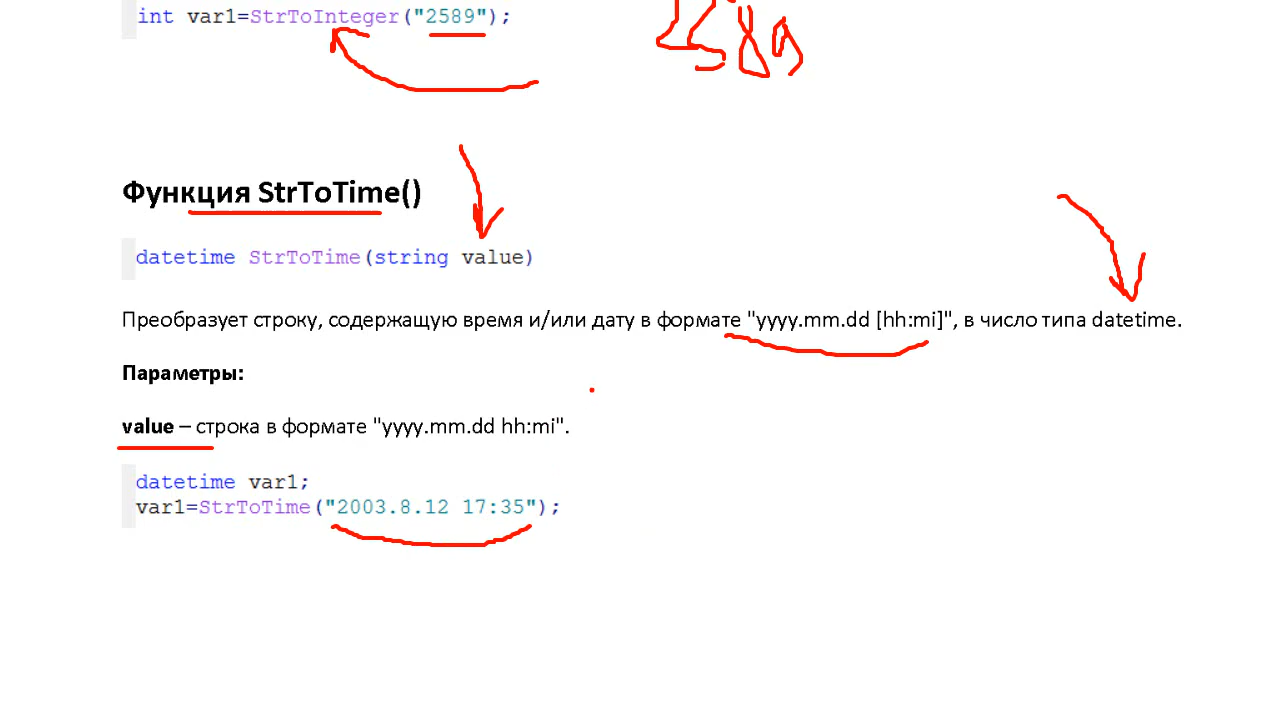 int var1=StrToInteger("2589");
2589
Функция StrToTime()
datetime StrToTime(string value)
Преобразует строку, содержащую время и/или дату в формате "yyyy.mm.dd [hh:mi]", в число типа datetime.
Параметры:
value – строка в формате "yyyy.mm.dd hh:mi".
datetime var1;
var1=StrToTime("2003.8.12 17:35");